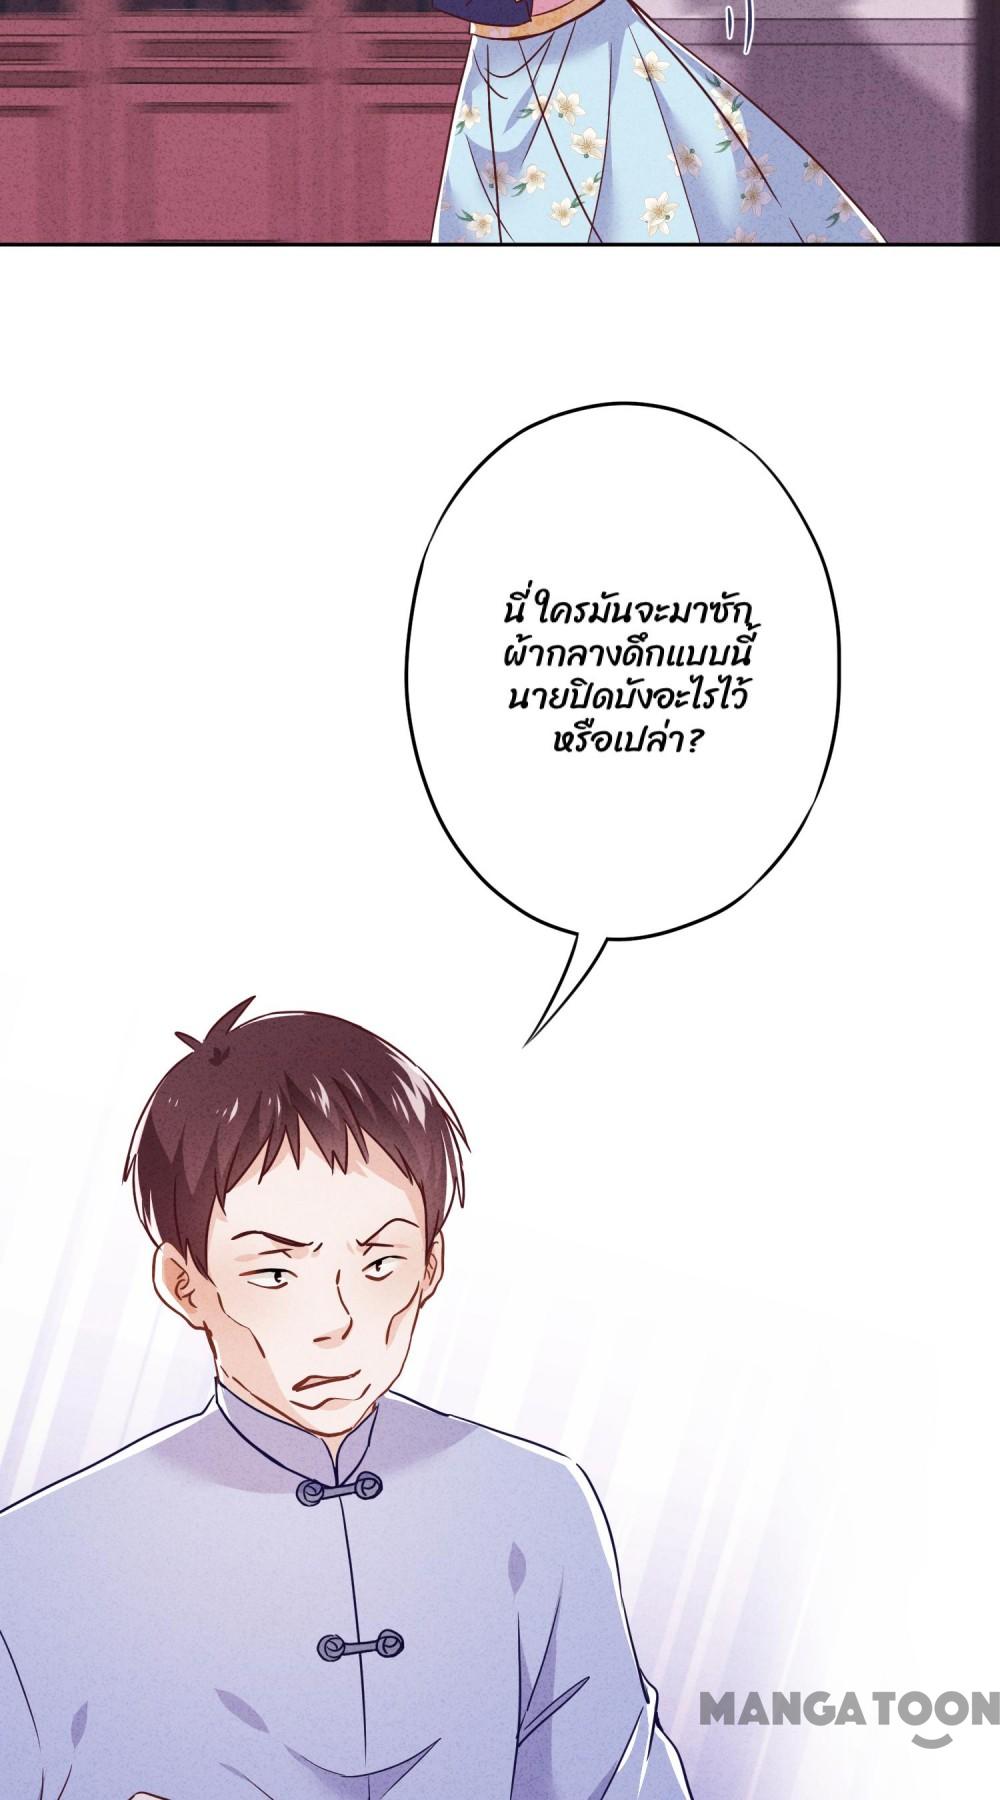 นี่ ใครมันจะมาซัก
ผ้ากลางดึกแบบนี้
นายปิดบังอะไรไว้
หรือเปล่า?
MANGATOON